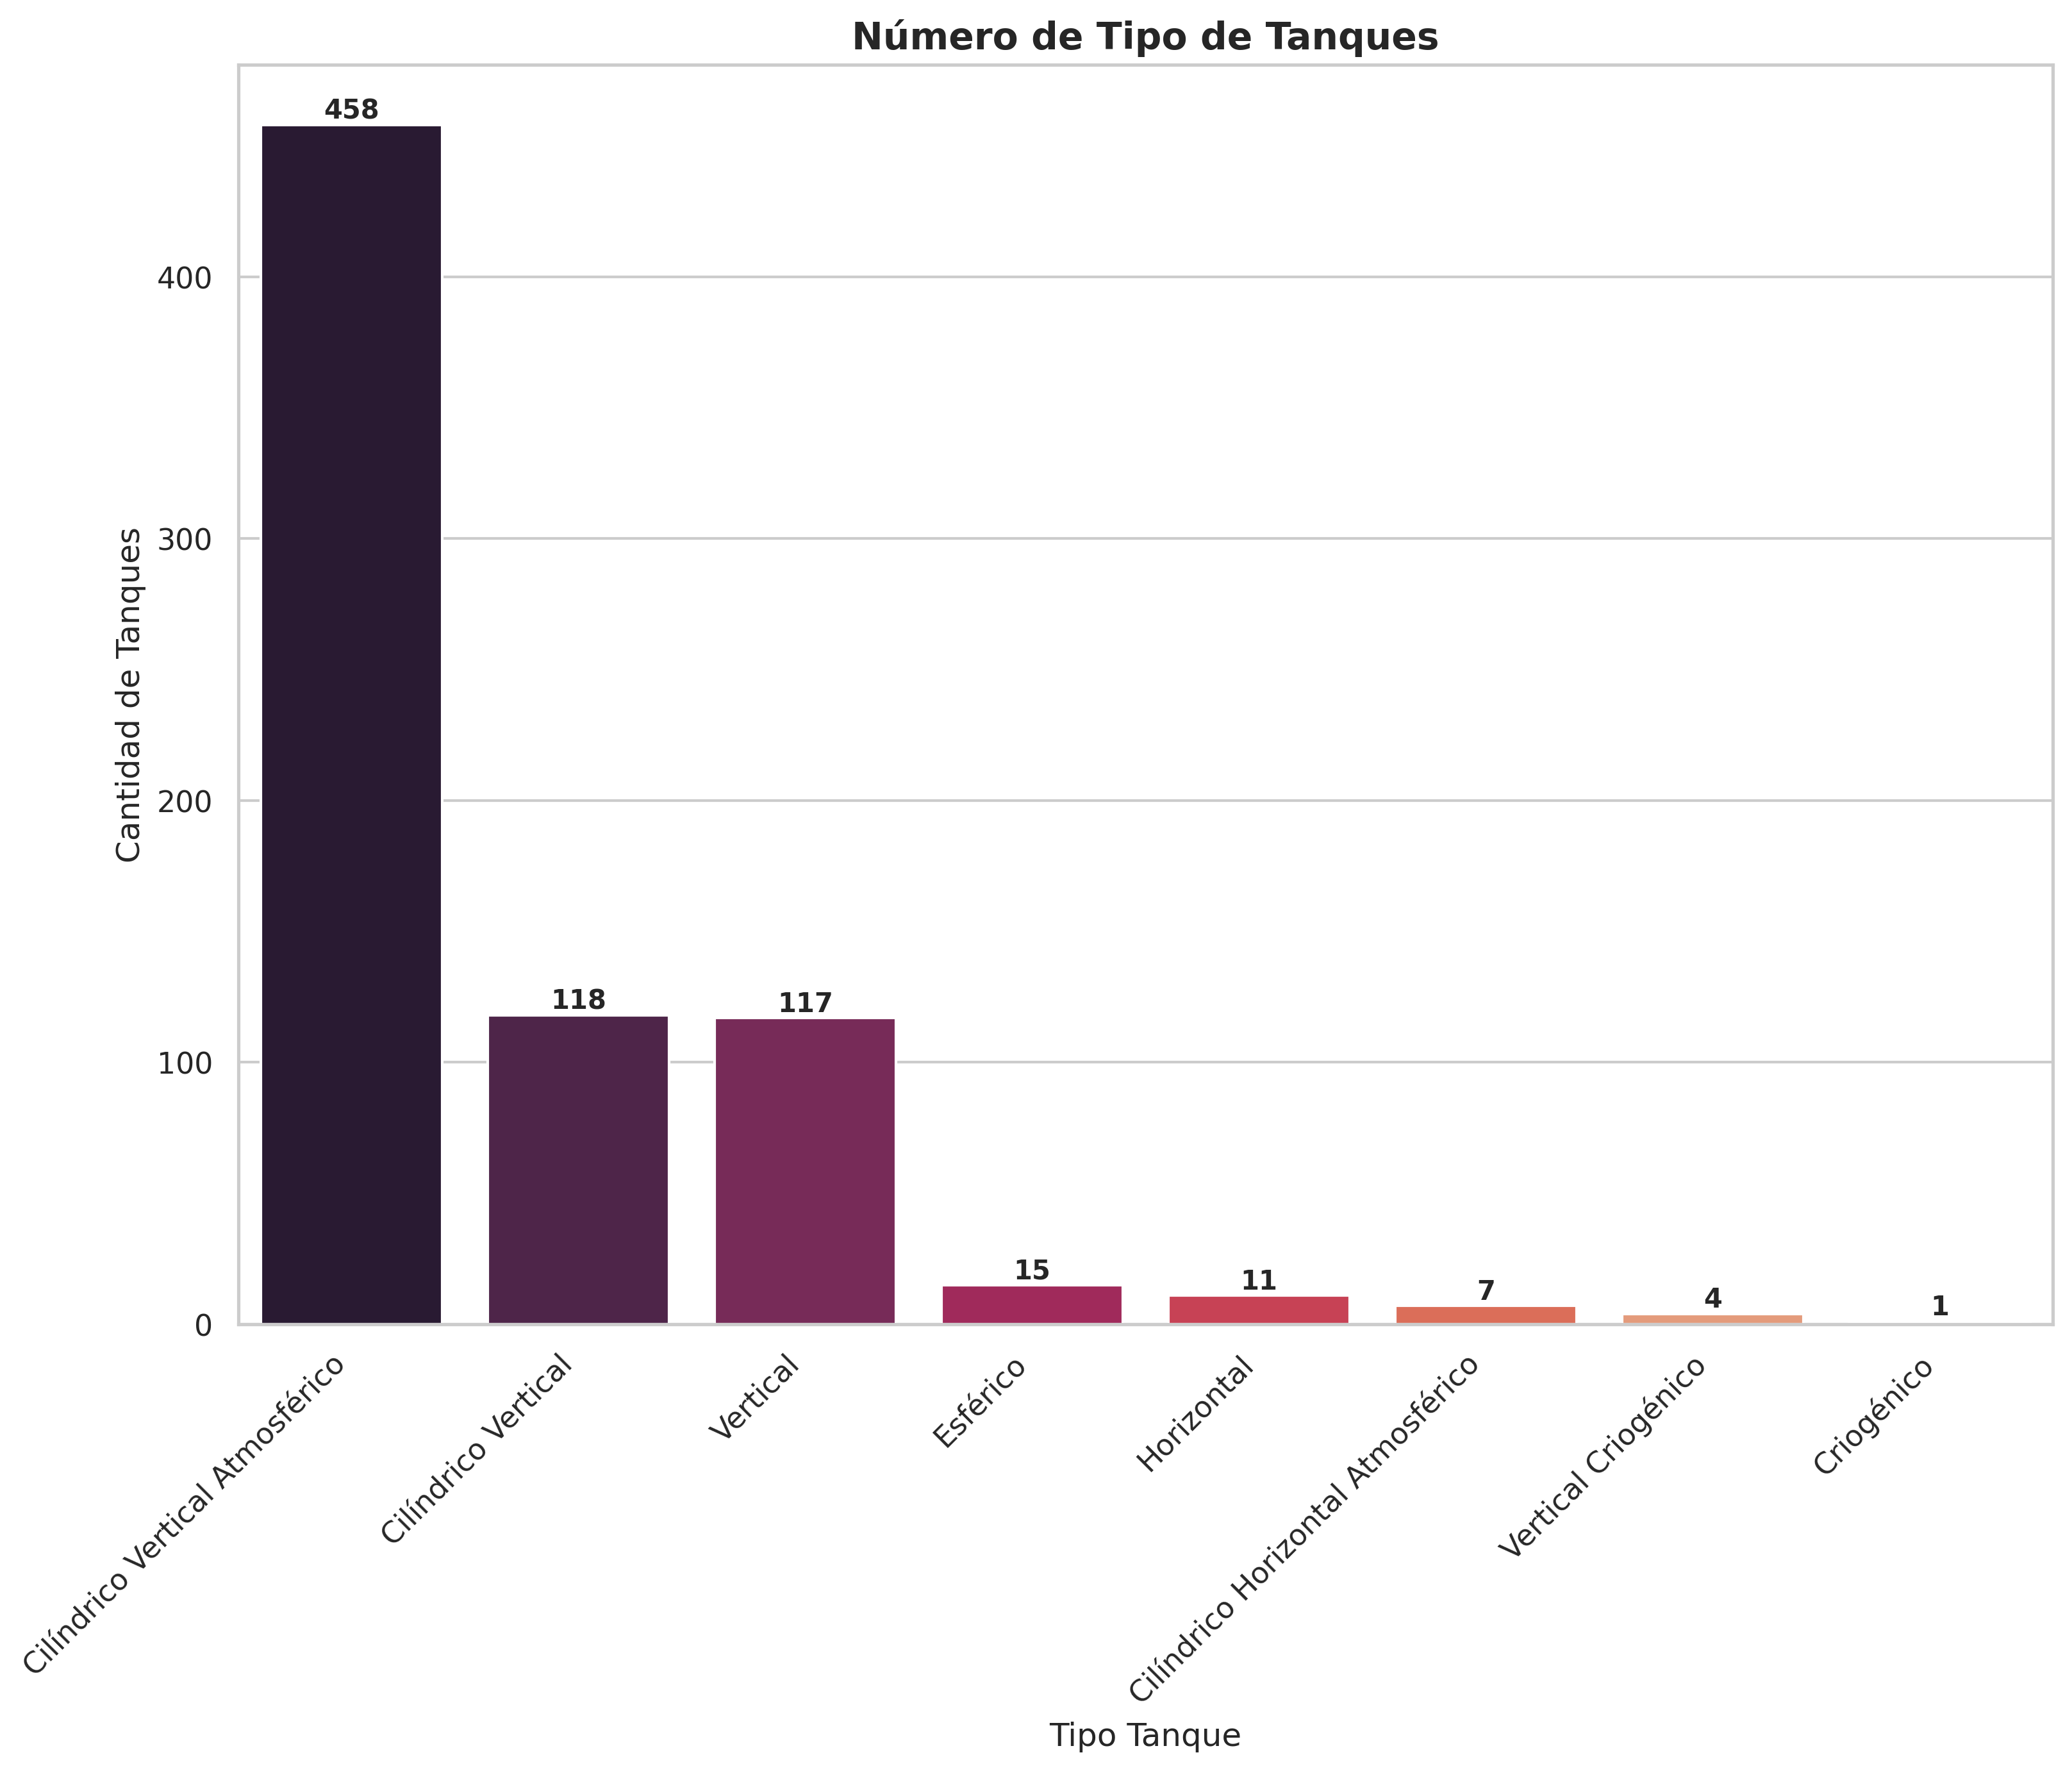 Número de Tipo de Tanques
458
400
300
200
118
117
100
15
11
7
4
1
0
Cantidad de Tanques
Cilíndrico Vertical Atmosférico
Cilíndrico Vertical
Vertical
Esférico
Horizontal
Cilíndrico Horizontal Atmosférico
Vertical Criogénico
Criogénico
Tipo Tanque